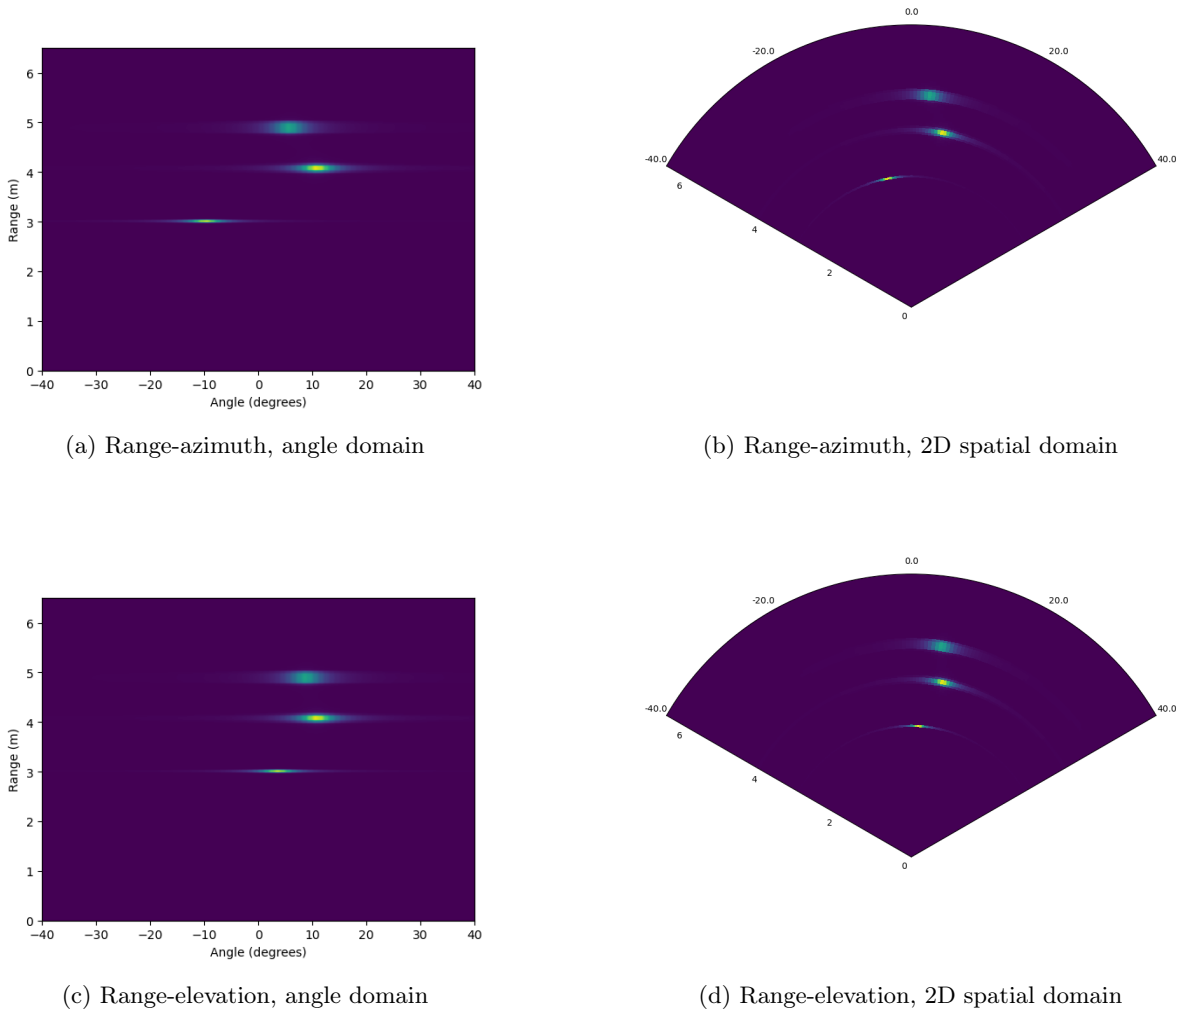 6
5
4
3
2
1
0
Range (m)
−40 −30 −20 −10 0 10 20 30 40
Angle (degrees)
(a) Range-azimuth, angle domain
0.0
-20.0 20.0
-40.0 40.0
6
4
2
0
(b) Range-azimuth, 2D spatial domain
6
5
4
3
2
1
0
Range (m)
−40 −30 −20 −10 0 10 20 30 40
Angle (degrees)
(c) Range-elevation, angle domain
0.0
-20.0 20.0
-40.0 40.0
6
4
2
0
(d) Range-elevation, 2D spatial domain